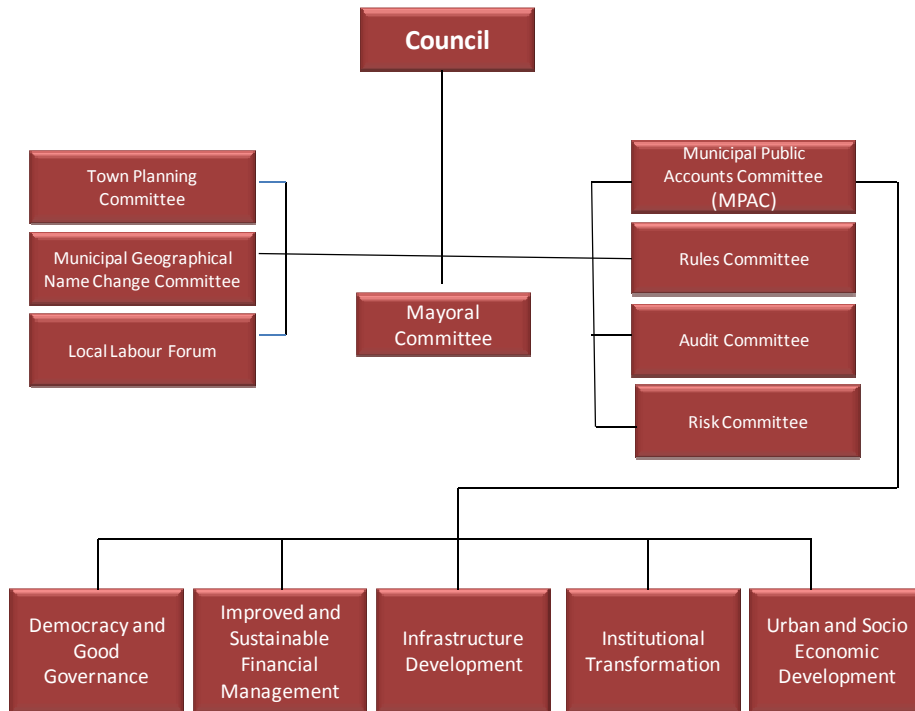 Council
Town Planning
Committee
Municipal Geographical
Name Change Committee
Local Labour Forum
Mayoral
Committee
Municipal Public
Accounts Committee
(MPAC)
Rules Committee
Audit Committee
Risk Committee
Democracy and
Good
Governance
Improved and
Sustainable
Financial
Management
Infrastructure
Development
Institutional
Transformation
Urban and Socio
Economic
Development